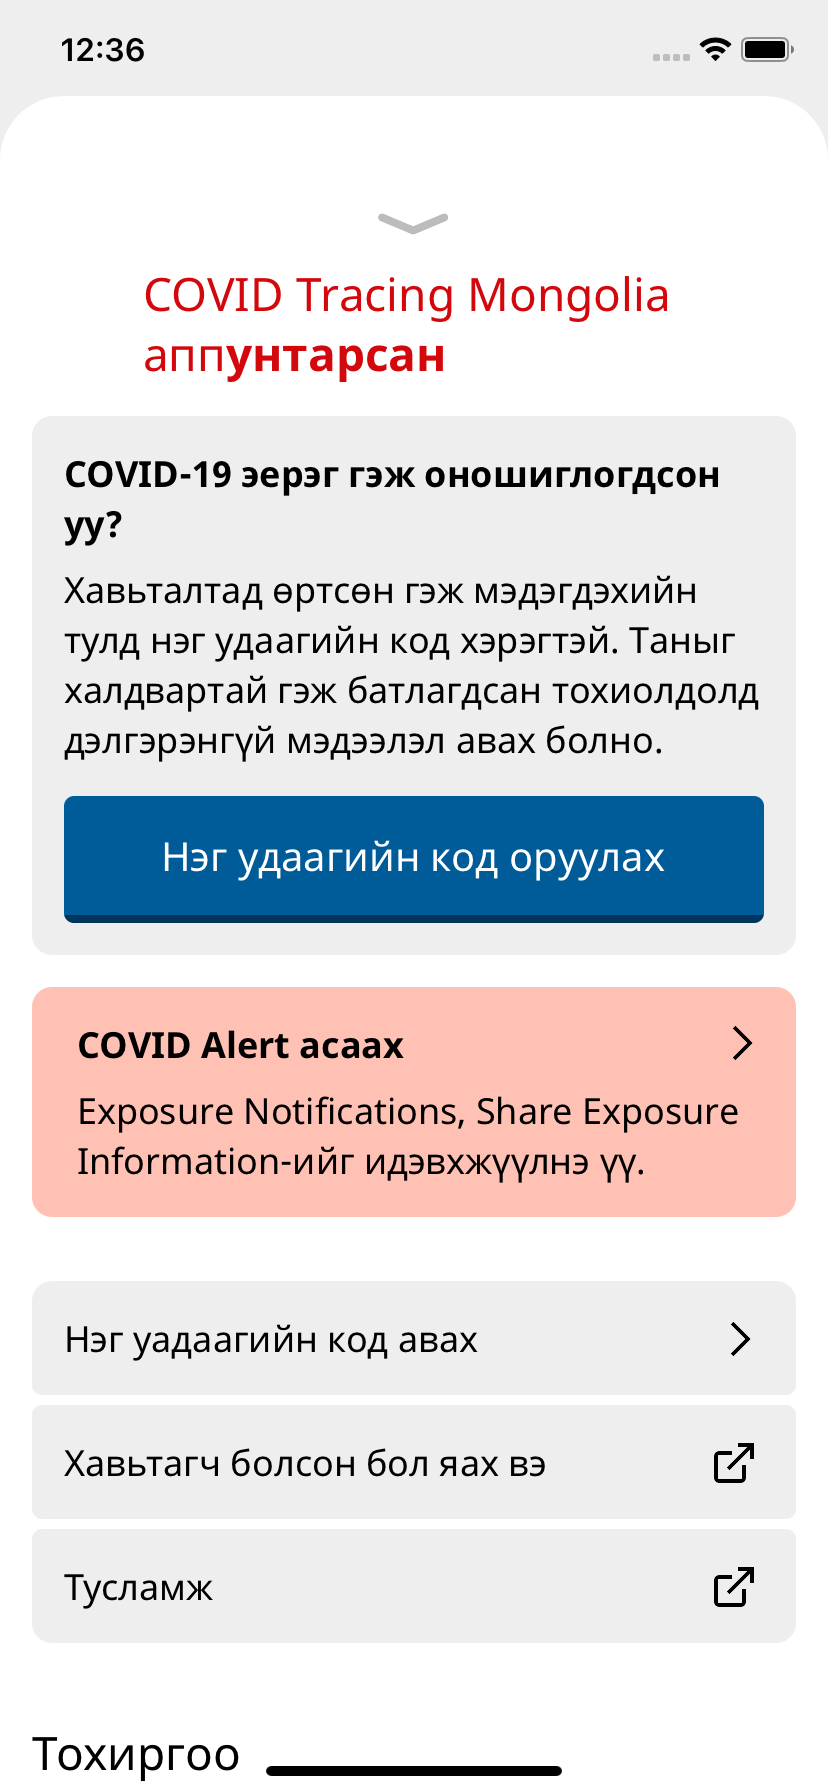 12:36
COVID Tracing Mongolia
аппунтарсан
COVID-19 эерэг гэж оношиглогдсон
уу?
Хавьталтад өртсөн гэж мэдэгдэхийн
тулд нэг удаагийн код хэрэгтэй. Таныг
халдвартай гэж батлагдсан тохиолдолд
дэлгэрэнгүй мэдээлэл авах болно.
Нэг удаагийн код оруулах
COVID Alert асаах
Exposure Notifications, Share Exposure
Information-ийг идэвхжүүлнэ үү.
Нэг уадаагийн код авах
Хавьтагч болсон бол яах вэ
Тусламж
Тохиргоо